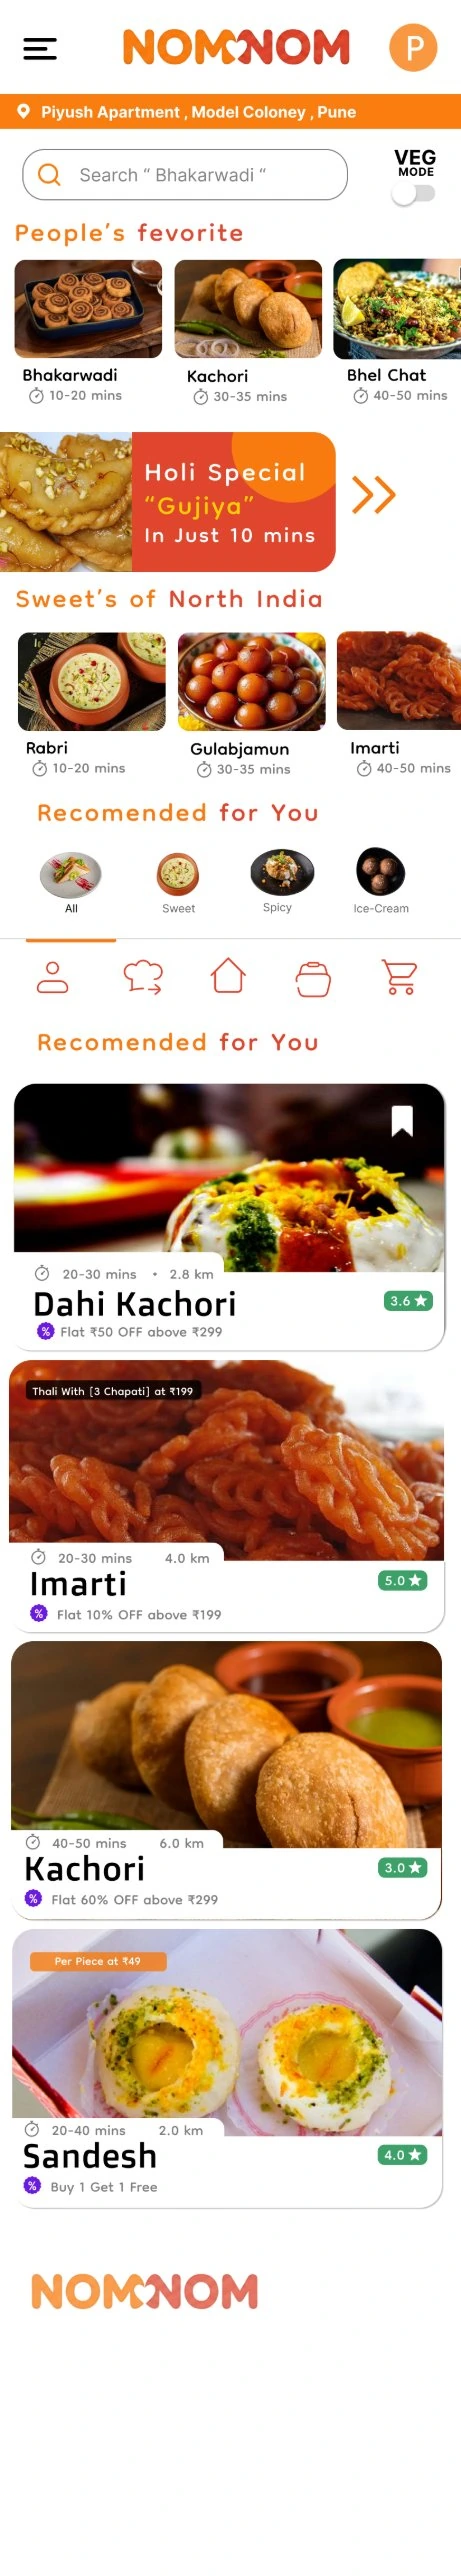 NOMNOM
P
Piyush Apartment , Model Coloney , Pune
Search “ Bhakarwadi “
VEG
MODE
People's fevorite
Bhakarwadi
10-20 mins
Kachori
30-35 mins
Bhel Chat
40-50 mins
Holi Special
“Gujiya”
In Just 10 mins
Sweet's of North India
Rabri
10-20 mins
Gulabjamun
30-35 mins
Imarti
40-50 mins
Recomended for You
All
Sweet
Spicy
Ice-Cream
Recomended for You
20-30 mins • 2.8 km
Dahi Kachori
3.6
% Flat ₹50 OFF above ₹299
Thali With [3 Chapati] at ₹199
20-30 mins 4.0 km
Imarti
5.0
% Flat 10% OFF above ₹199
40-50 mins 6.0 km
Kachori
3.0
% Flat 60% OFF above ₹299
Per Piece at ₹49
20-40 mins 2.0 km
Sandesh
4.0
% Buy 1 Get 1 Free
NOMNOM